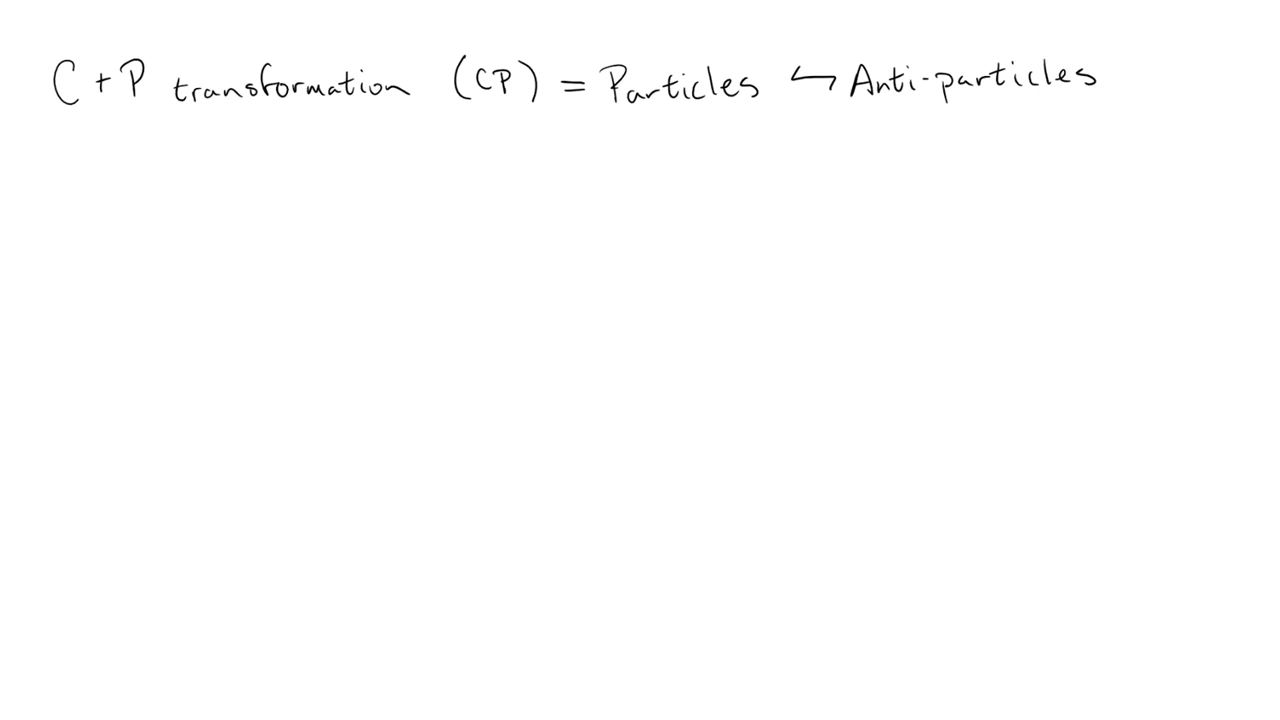 C + P transformation (CP) = Particles ↔ Anti-particles